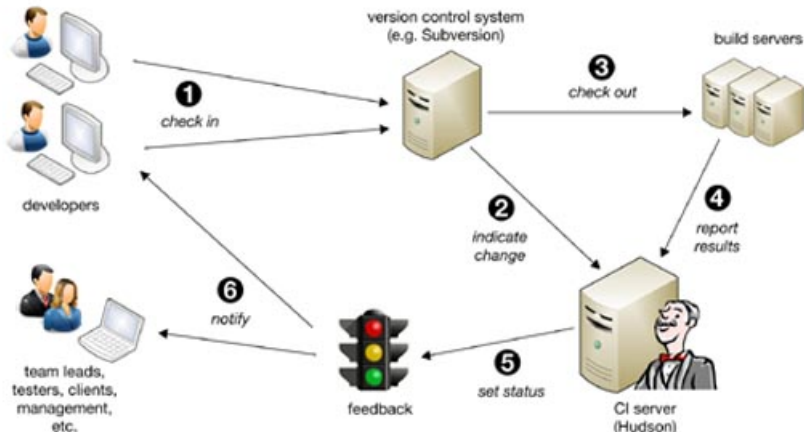 version control system
(e.g. Subversion)
build servers
1
check in
3
check out
developers
2
indicate
change
4
report
results
6
notify
5
set status
team leads,
testers, clients,
management,
etc.
feedback
CI server
(Hudson)